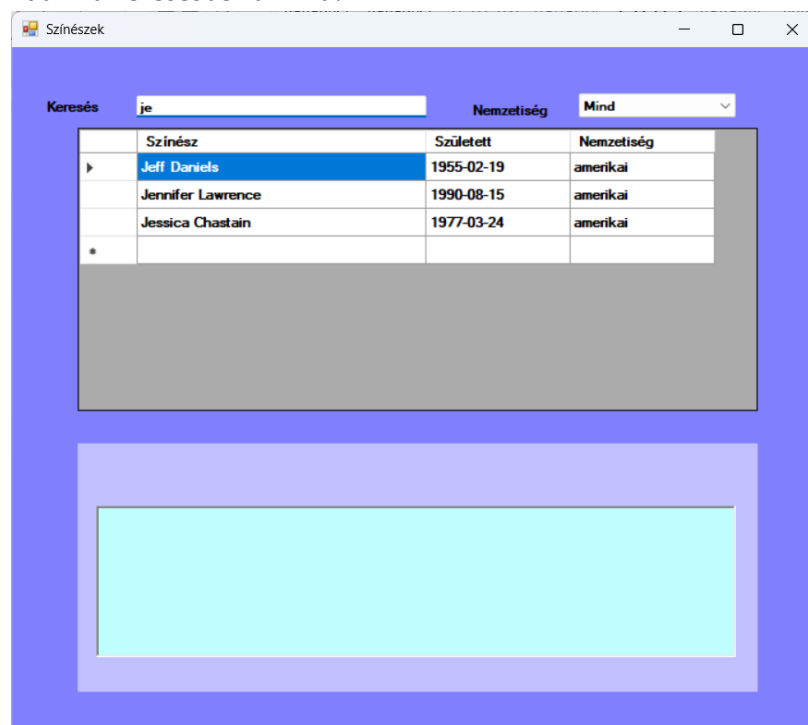 Színészek
Keresés je Nemzetiség Mind
Színész Született Nemzetiség
Jeff Daniels 1955-02-19 amerikai
Jennifer Lawrence 1990-08-15 amerikai
Jessica Chastain 1977-03-24 amerikai